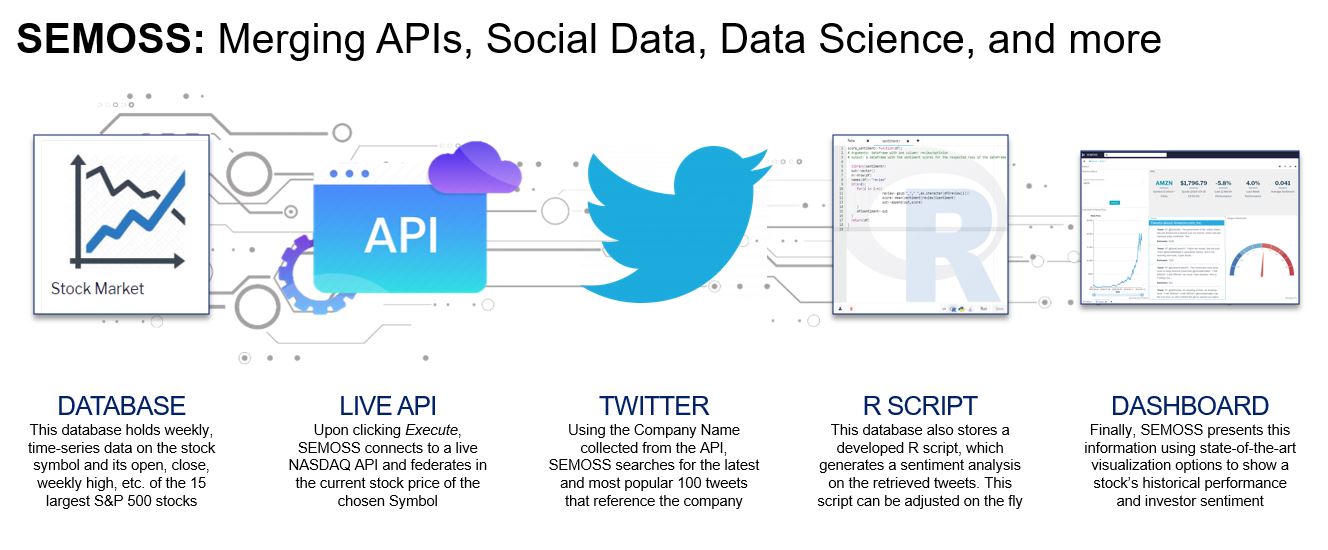 SEMOSS: Merging APIs, Social Data, Data Science, and more
Stock Market
API
R
AMZN
$1,796.79
-5.8%
4.0%
0.041
DATABASE
This database holds weekly,
time-series data on the stock
symbol and its open, close,
weekly high, etc. of the 15
largest S&P 500 stocks
LIVE API
Upon clicking Execute,
SEMOSS connects to a live
NASDAQ API and federates in
the current stock price of the
chosen Symbol
TWITTER
Using the Company Name
collected from the API,
SEMOSS searches for the latest
and most popular 100 tweets
that reference the company
R SCRIPT
This database also stores a
developed R script, which
generates a sentiment analysis
on the retrieved tweets. This
script can be adjusted on the fly
DASHBOARD
Finally, SEMOSS presents this
information using state-of-the-art
visualization options to show a
stock's historical performance
and investor sentiment